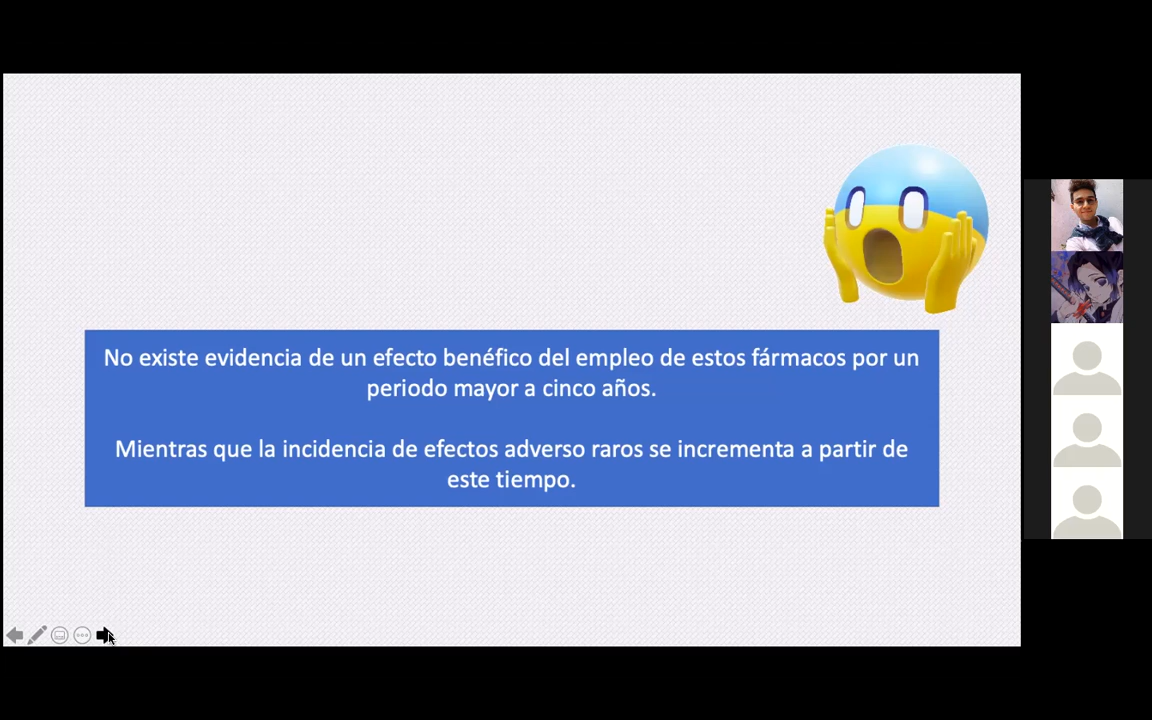 No existe evidencia de un efecto benéfico del empleo de estos fármacos por un
periodo mayor a cinco años.
Mientras que la incidencia de efectos adverso raros se incrementa a partir de
este tiempo.